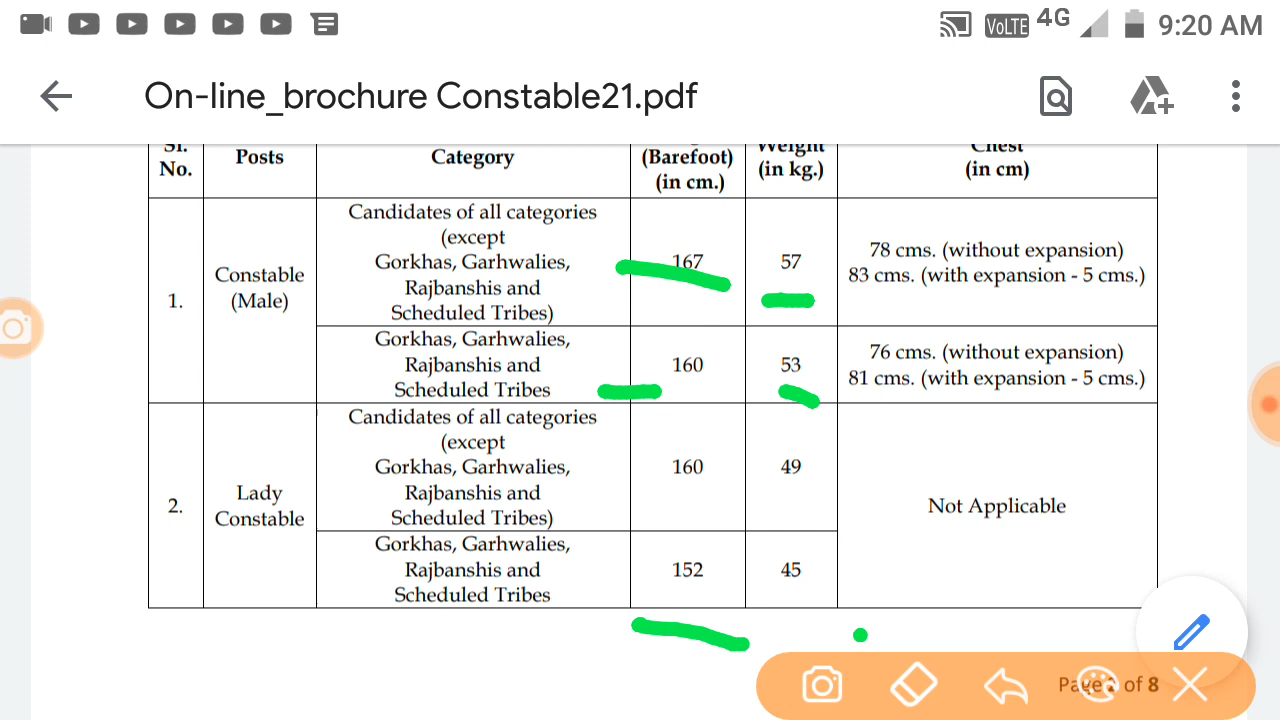 VoLTE 4G 9:20 AM
On-line_brochure Constable21.pdf
Sl.
No.
Posts
Category
(Barefoot)
(in cm.)
Weight
(in kg.)
Chest
(in cm)
1.
Constable
(Male)
Candidates of all categories
(except
Gorkhas, Garhwalies,
Rajbanshis and
Scheduled Tribes)
167
57
78 cms. (without expansion)
83 cms. (with expansion - 5 cms.)
Gorkhas, Garhwalies,
Rajbanshis and
Scheduled Tribes
160
53
76 cms. (without expansion)
81 cms. (with expansion - 5 cms.)
2.
Lady
Constable
Candidates of all categories
(except
Gorkhas, Garhwalies,
Rajbanshis and
Scheduled Tribes)
160
49
Not Applicable
Gorkhas, Garhwalies,
Rajbanshis and
Scheduled Tribes
152
45
Page of 8